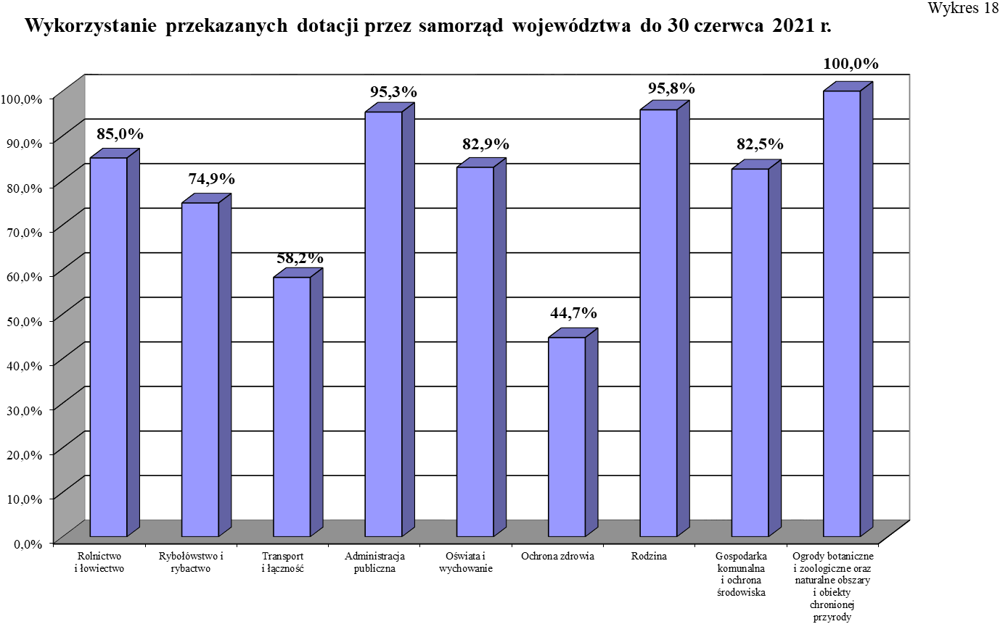 Wykres 18
Wykorzystanie przekazanych dotacji przez samorząd województwa do 30 czerwca 2021 r.
100,0%
90,0%
80,0%
70,0%
60,0%
50,0%
40,0%
30,0%
20,0%
10,0%
0,0%
85,0%
74,9%
58,2%
95,3%
82,9%
44,7%
95,8%
82,5%
100,0%
Rolnictwo
i łowiectwo
Rybołówstwo i
rybactwo
Transport
i łączność
Administracja
publiczna
Oświata i
wychowanie
Ochrona zdrowia
Rodzina
Gospodarka
komunalna
i ochrona
środowiska
Ogrody botaniczne
i zoologiczne oraz
naturalne obszary
i obiekty
chronionej
przyrody